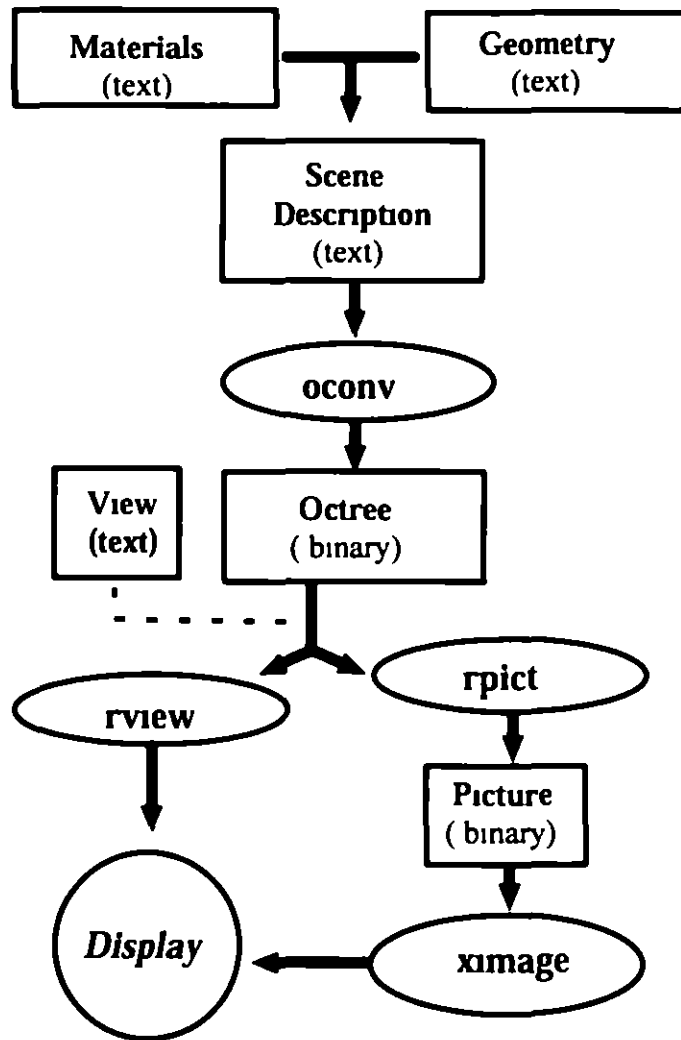 Materials
(text)
Geometry
(text)
Scene
Description
(text)
oconv
View
(text)
Octree
( binary)
rview
rpict
Picture
( binary)
Display
ximage